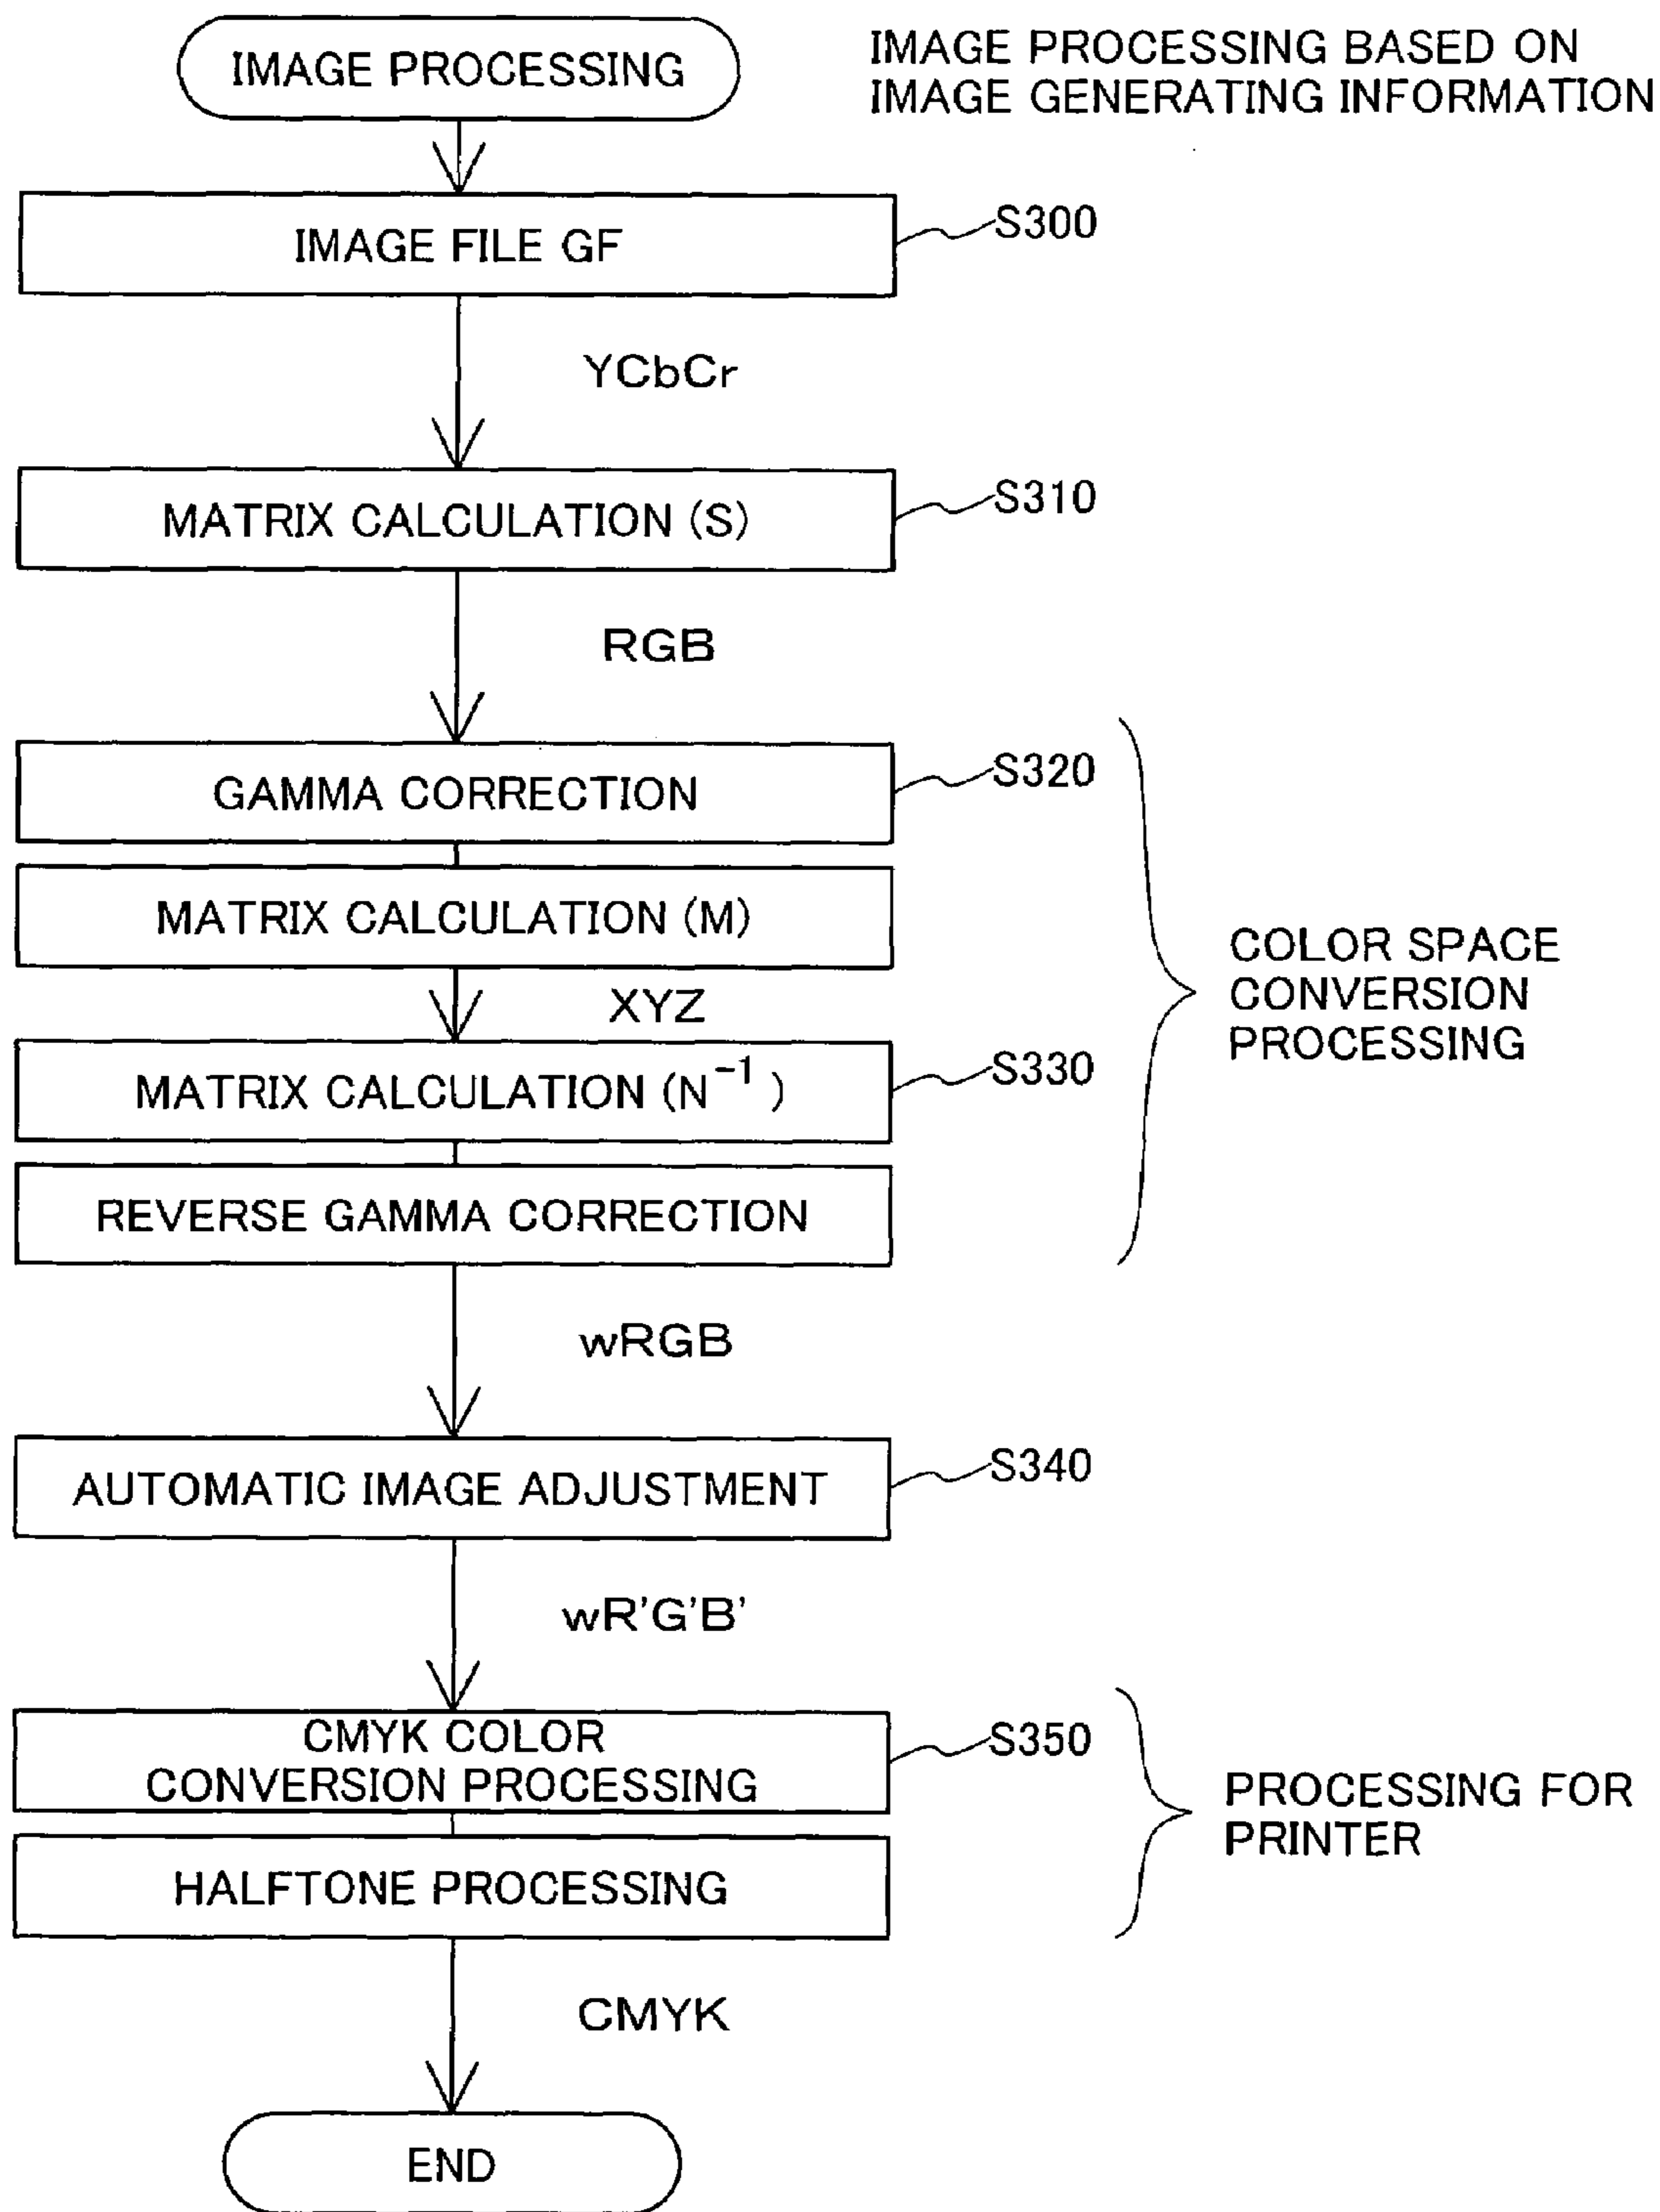 IMAGE PROCESSING
IMAGE PROCESSING BASED ON
IMAGE GENERATING INFORMATION
IMAGE FILE GF
S300
YCbCr
MATRIX CALCULATION (S)
S310
RGB
GAMMA CORRECTION
S320
MATRIX CALCULATION (M)
XYZ
MATRIX CALCULATION (N⁻¹ )
S330
REVERSE GAMMA CORRECTION
COLOR SPACE
CONVERSION
PROCESSING
wRGB
AUTOMATIC IMAGE ADJUSTMENT
S340
wR'G'B'
CMYK COLOR
CONVERSION PROCESSING
S350
HALFTONE PROCESSING
PROCESSING FOR
PRINTER
CMYK
END